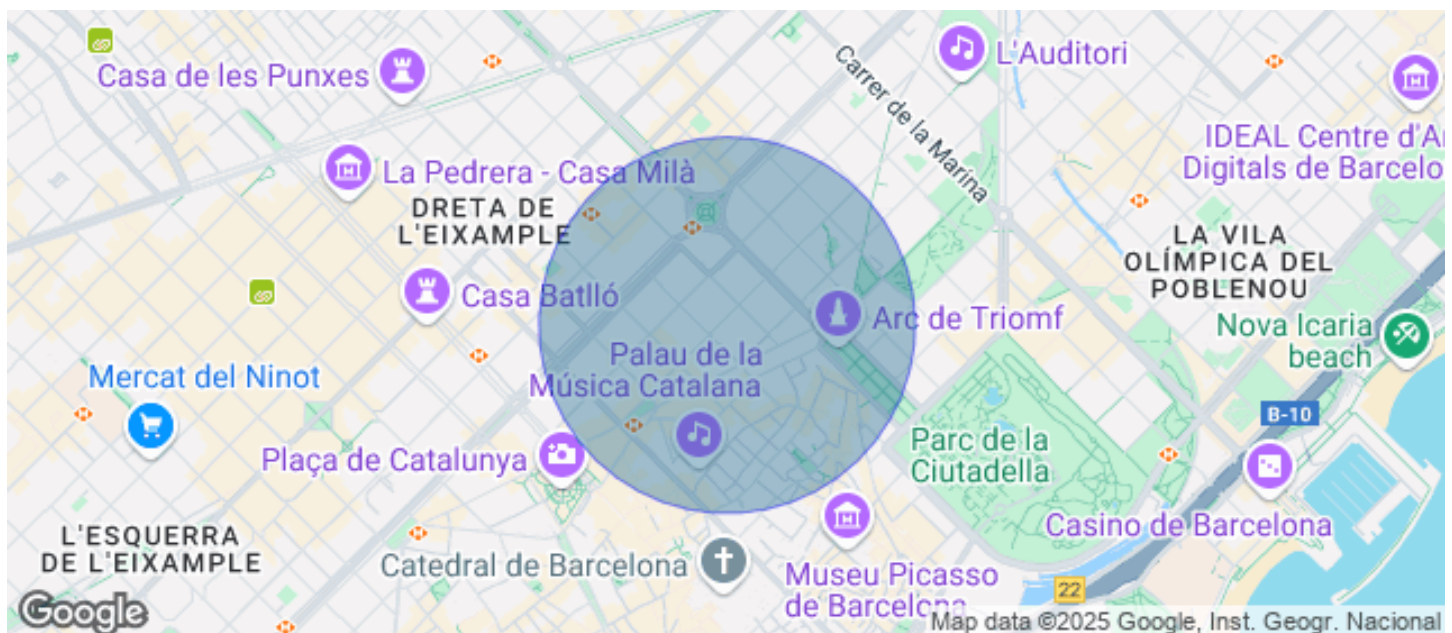 Casa de les Punxes
L'Auditori
Carrer de la Marina
IDEAL Centre d'Ar
Digitals de Barcelo
La Pedrera - Casa Milà
DRETA DE
L'EIXAMPLE
LA VILA
OLÍMPICA DEL
POBLENOU
Casa Batlló
Arc de Triomf
Nova Icaria
beach
Palau de la
Música Catalana
Mercat del Ninot
B-10
Plaça de Catalunya
Parc de la
Ciutadella
Casino de Barcelona
L'ESQUERRA
DE L'EIXAMPLE
Catedral de Barcelona
Museu Picasso
de Barcelona
22
Google
Map data ©2025 Google, Inst. Geogr. Nacional